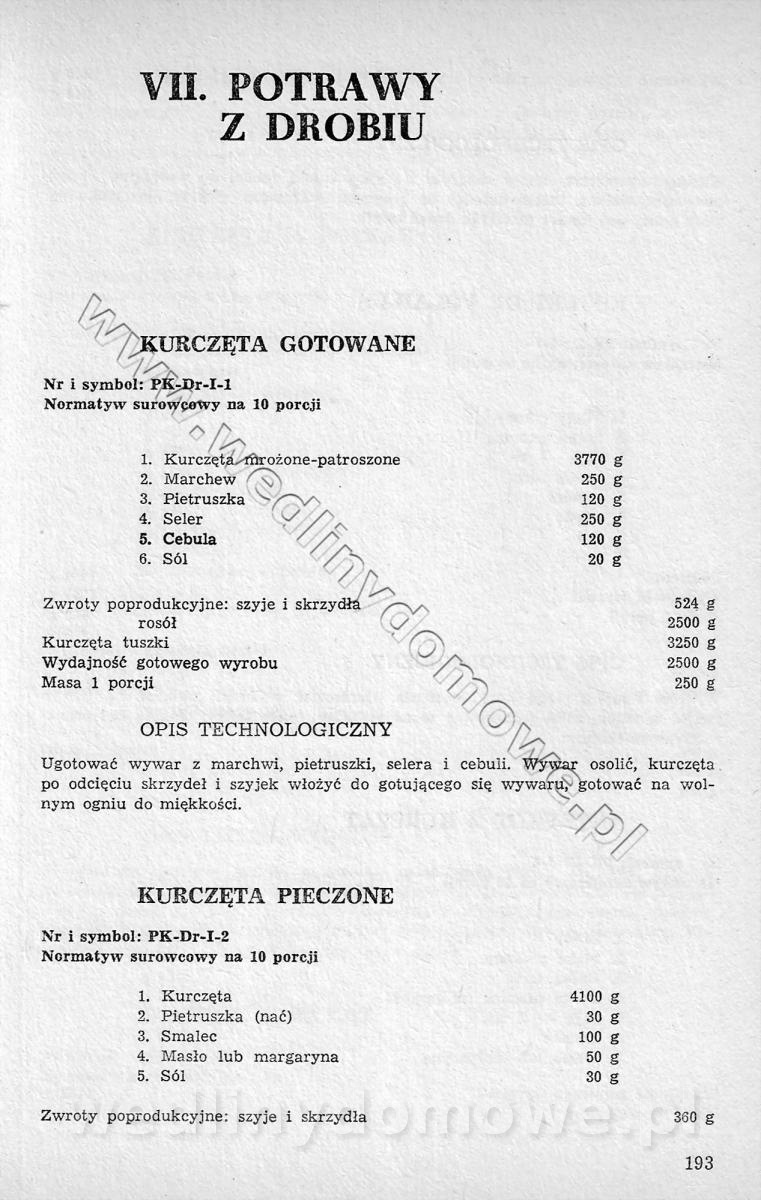 VII. POTRAWY
Z DROBIU
KURCZĘTA GOTOWANE
Nr i symbol: PK-Dr-I-1
Normatyw surowcowy na 10 porcji
1. Kurczęta mrożone-patroszone 3770 g
2. Marchew 250 g
3. Pietruszka 120 g
4. Seler 250 g
5. Cebula 120 g
6. Sól 20 g
Zwroty poprodukcyjne: szyje i skrzydła 524 g
rosół 2500 g
Kurczęta tuszki 3250 g
Wydajność gotowego wyrobu 2500 g
Masa 1 porcji 250 g
OPIS TECHNOLOGICZNY
Ugotować wywar z marchwi, pietruszki, selera i cebuli. Wywar osolić, kurczęta
po odcięciu skrzydeł i szyjek włożyć do gotującego się wywaru, gotować na wol-
nym ogniu do miękkości.
KURCZĘTA PIECZONE
Nr i symbol: PK-Dr-I-2
Normatyw surowcowy na 10 porcji
1. Kurczęta 4100 g
2. Pietruszka (nać) 30 g
3. Smalec 100 g
4. Masło lub margaryna 50 g
5. Sól 30 g
Zwroty poprodukcyjne: szyje i skrzydła 360 g
193
www.wedlinydomowe.pl
wedlinydomowe.pl